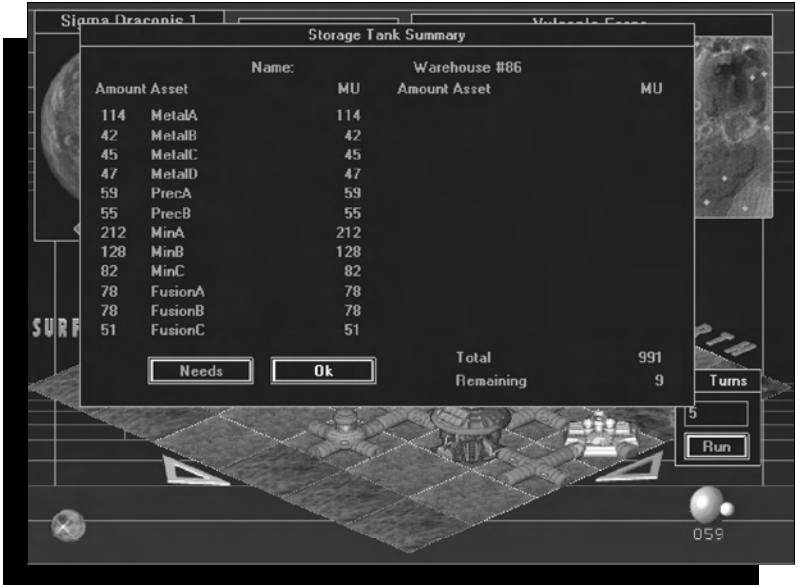 Sigma Draconis 1
Storage Tank Summary
Name: Warehouse #86
Amount Asset MU Amount Asset MU
114 MetalA 114
42 MetalB 42
45 MetalC 45
47 MetalD 47
59 PrecA 59
55 PrecB 55
212 MinA 212
128 MinB 128
82 MinC 82
78 FusionA 78
78 FusionB 78
51 FusionC 51
SURF
Total 991
Needs Ok
Remaining 9
Turns
5
Run
059